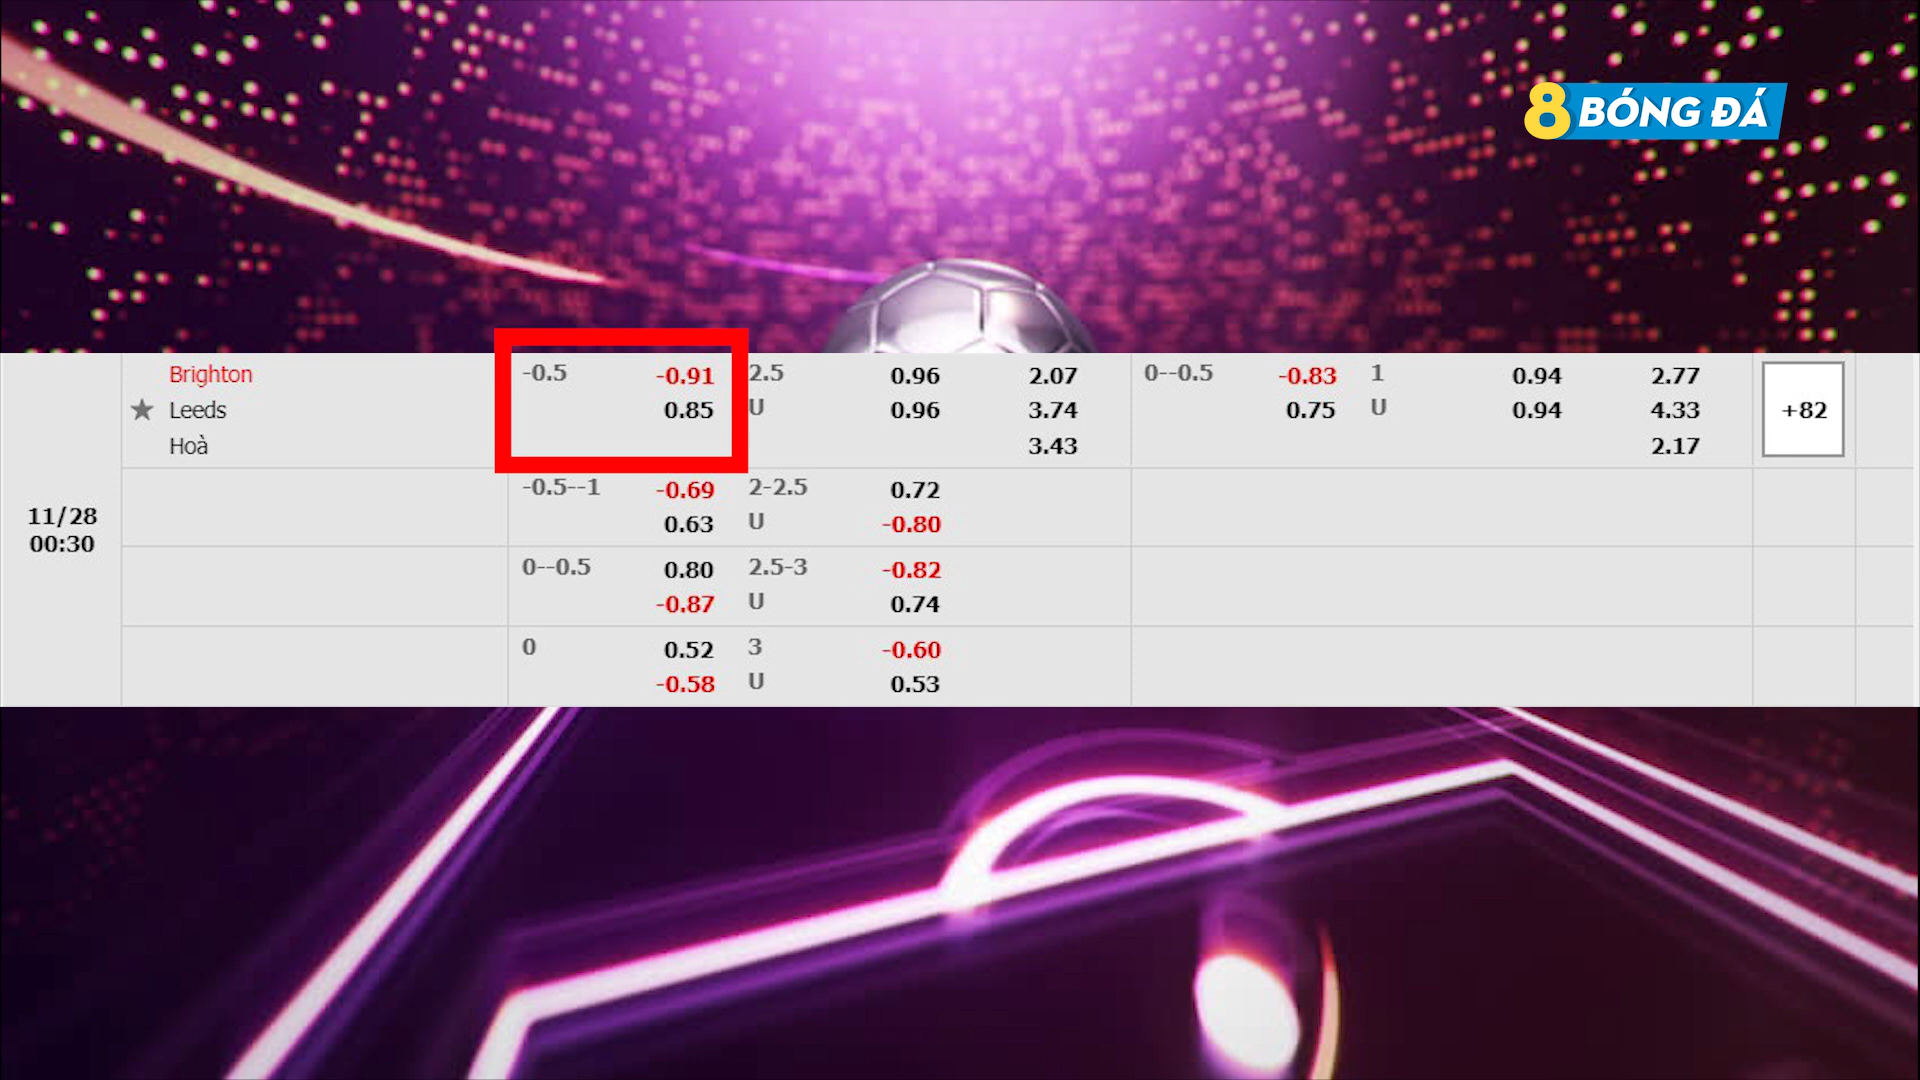 8 BÓNG ĐÁ
Brighton -0.5 -0.91 2.5 0.96 2.07 0--0.5 -0.83 1 0.94 2.77
Leeds 0.85 U 0.96 3.74 0.75 U 0.94 4.33 +82
Hoà 3.43 2.17
-0.5--1 -0.69 2-2.5 0.72
11/28 0.63 U -0.80
00:30
0--0.5 0.80 2.5-3 -0.82
-0.87 U 0.74
0 0.52 3 -0.60
-0.58 U 0.53